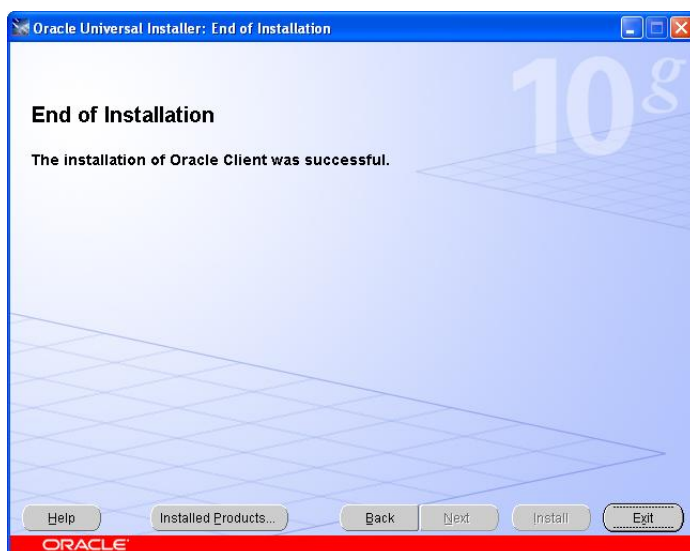 Oracle Universal Installer: End of Installation
10g
End of Installation
The installation of Oracle Client was successful.
Help
Installed Products...
Back
Next
Install
Exit
ORACLE